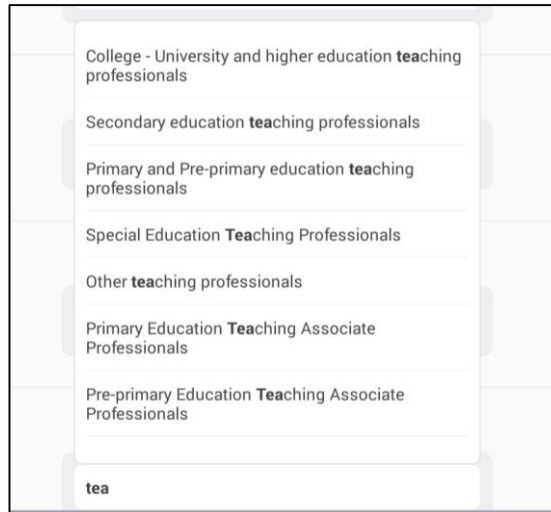 College - University and higher education teaching
professionals
Secondary education teaching professionals
Primary and Pre-primary education teaching
professionals
Special Education Teaching Professionals
Other teaching professionals
Primary Education Teaching Associate
Professionals
Pre-primary Education Teaching Associate
Professionals
tea